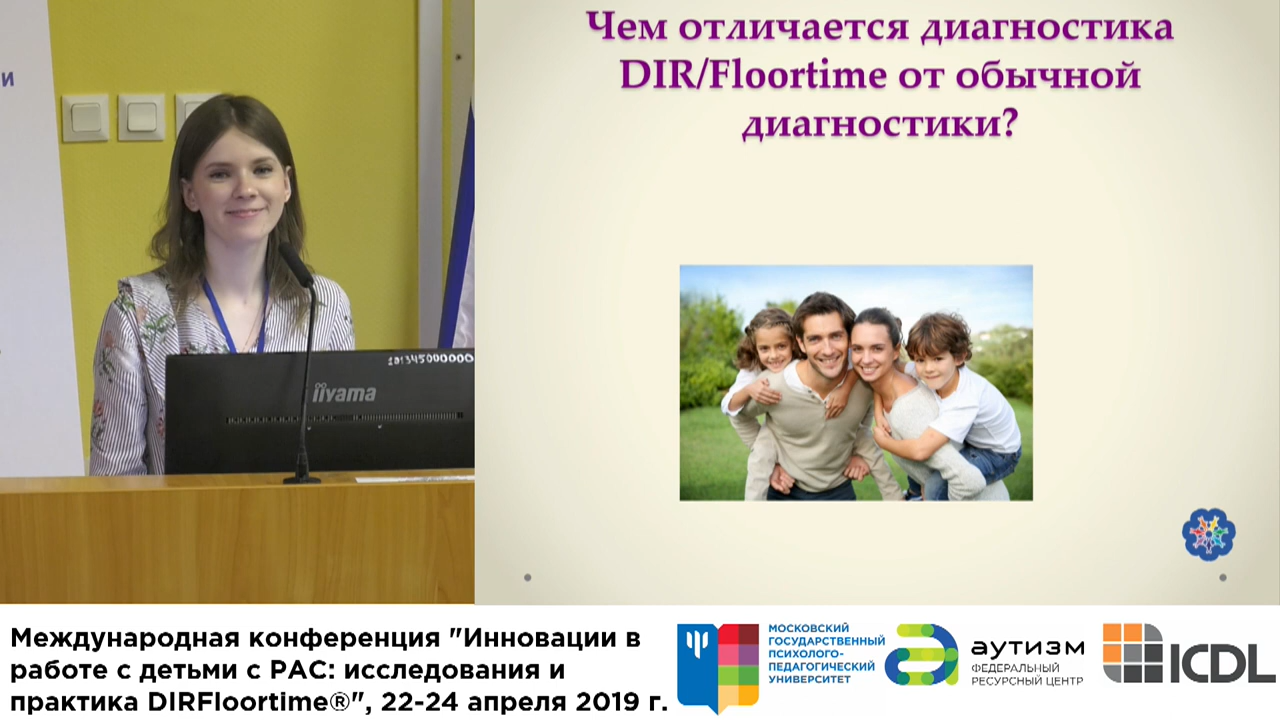 и
Чем отличается диагностика
DIR/Floortime от обычной
диагностики?
iiyama
Международная конференция "Инновации в
работе с детьми с РАС: исследования и
практика DIRFloortime®", 22-24 апреля 2019 г.
МОСКОВСКИЙ
ГОСУДАРСТВЕННЫЙ
ПСИХОЛОГО-
ПЕДАГОГИЧЕСКИЙ
УНИВЕРСИТЕТ
аутизм
ФЕДЕРАЛЬНЫЙ
РЕСУРСНЫЙ ЦЕНТР
ICDL